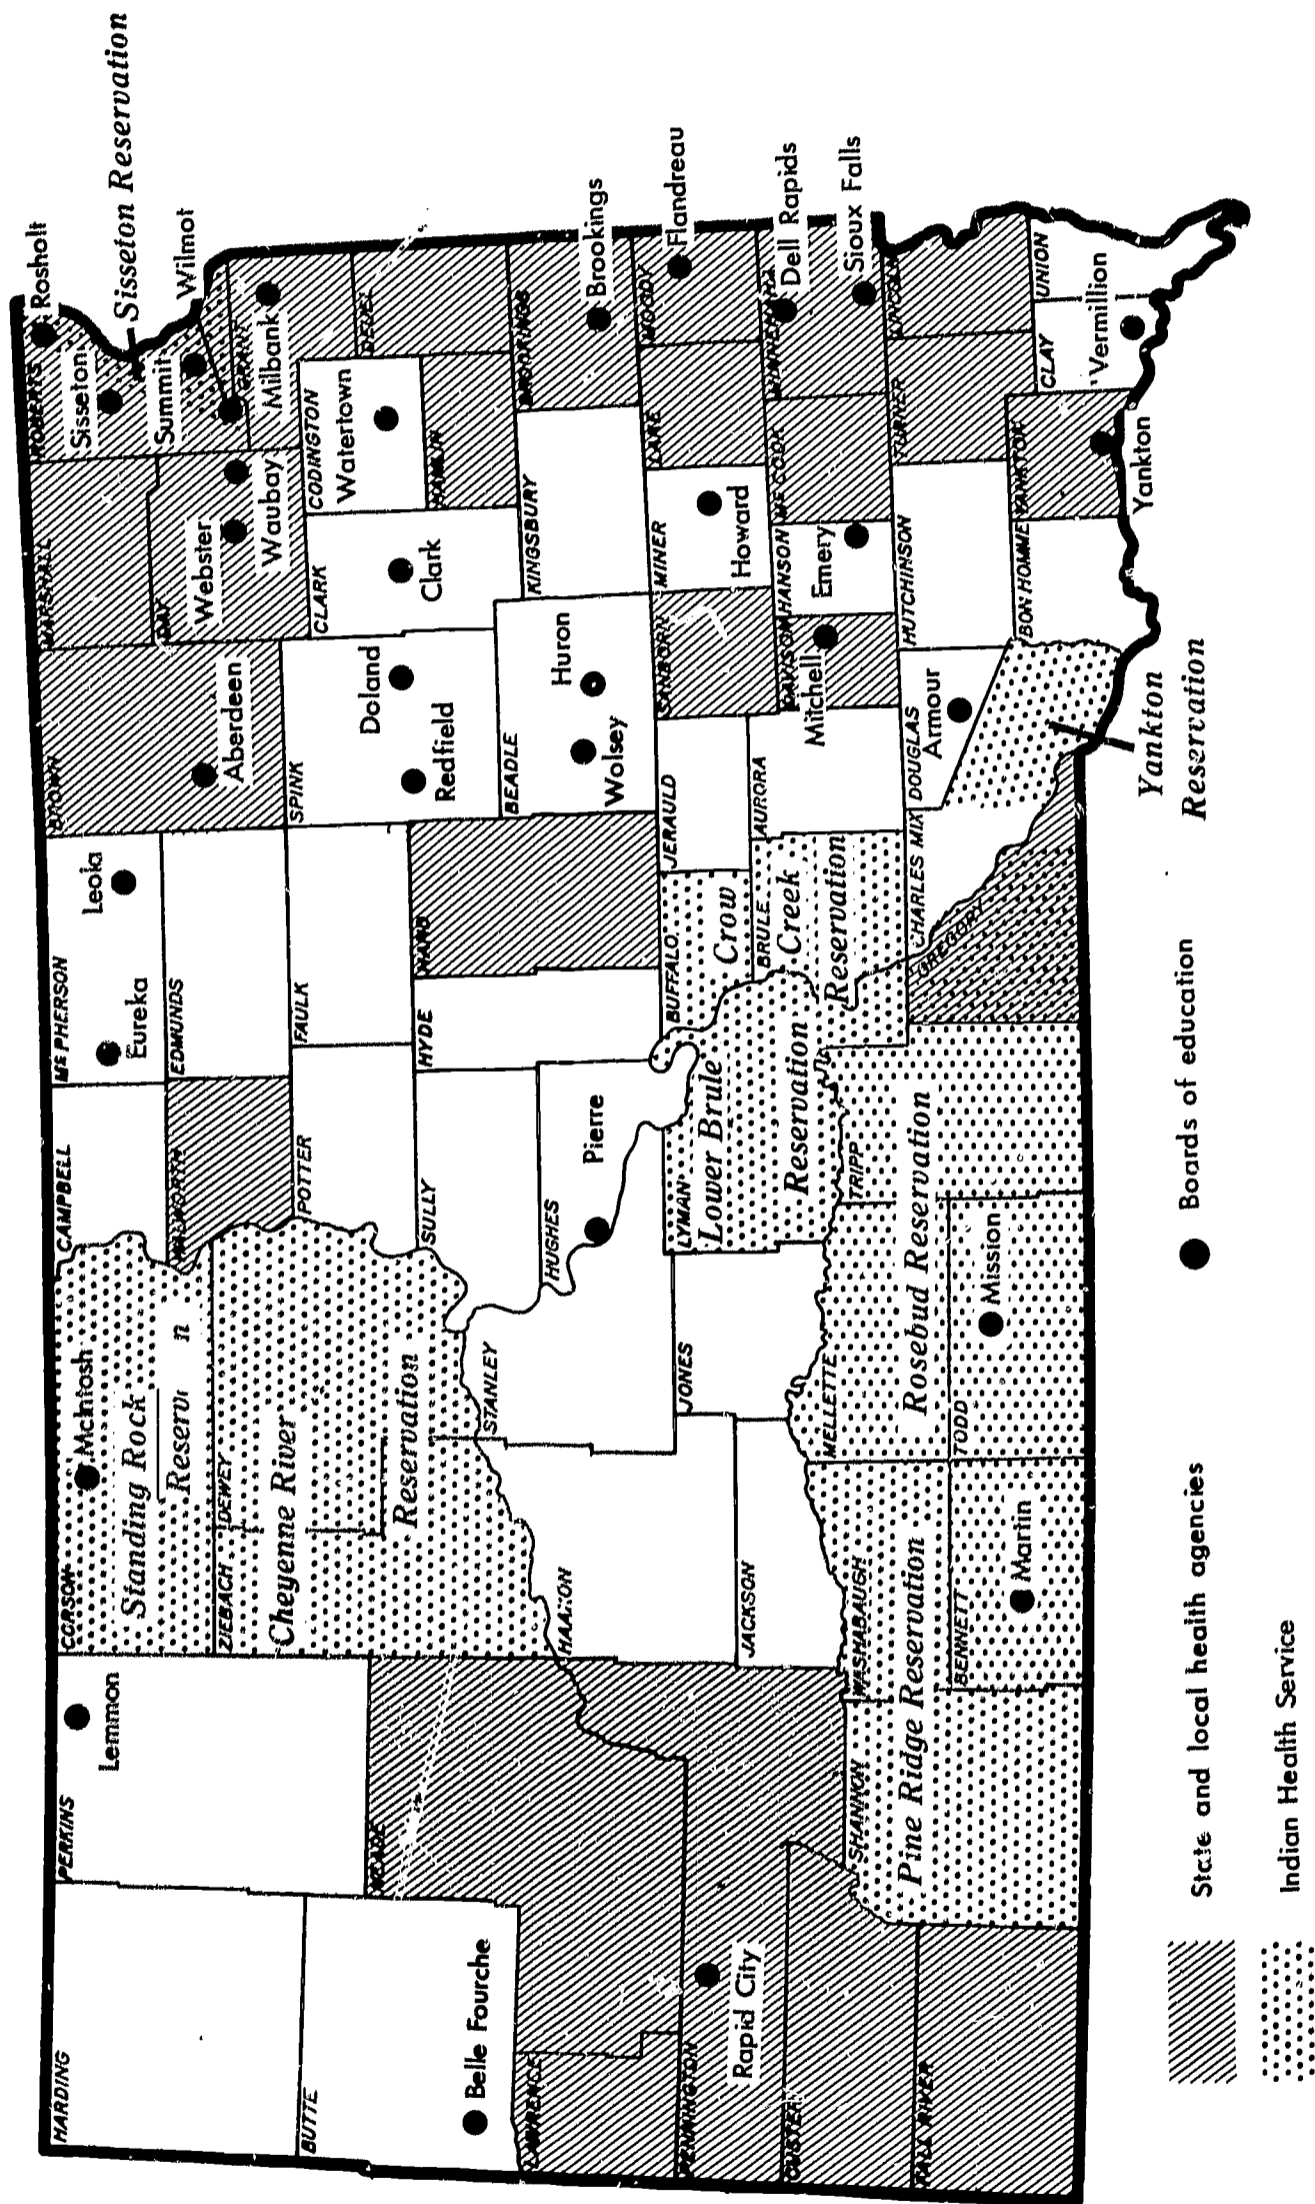 HARDING
PERKINS
Lemmon
CORSON
McIntosh
Standing Rock
CAMPBELL
McPHERSON
Eureka
Leola
BROWN
Aberdeen
MARSHALL
ROBERTS
Rosholt
Sisseton
Sisseton Reservation
Summit
Wilmot
DAY
Webster
Waubay
GRANT
Milbank
BUTTE
Belle Fourche
MEADE
ZIEBACH
DEWEY
Cheyenne River
Reservation
WALWORTH
EDMUNDS
POTTER
FAULK
SPINK
Doland
Redfield
CLARK
Clark
CODINGTON
Watertown
HAMLIN
DEUEL
LAWRENCE
STANLEY
SULLY
HUGHES
Pierre
HYDE
HAND
BEADLE
Huron
Wolsey
KINGSBURY
BROOKINGS
Brookings
PENNINGTON
Rapid City
JACKSON
JONES
LYMAN
Lower Brule
Reservation
BUFFALO
Crow
Creek
Reservation
BRULE
JERAULD
AURORA
SANBORN
MINER
Howard
LAKE
MOODY
Flandreau
DAVISON
Mitchell
HANSON
Emery
McCOOK
MINNEHAHA
Dell Rapids
Sioux Falls
CUSTER
FALL RIVER
SHANNON
Pine Ridge Reservation
WASHABAUGH
BENNETT
Martin
MELLETTE
Rosebud Reservation
TODD
Mission
TRIPP
GREGORY
CHARLES MIX
DOUGLAS
Armour
HUTCHINSON
TURNER
LINCOLN
BON HOMME
YANKTON
Yankton
CLAY
Vermillion
UNION
Yankton
Reservation
State and local health agencies
Boards of education
Indian Health Service